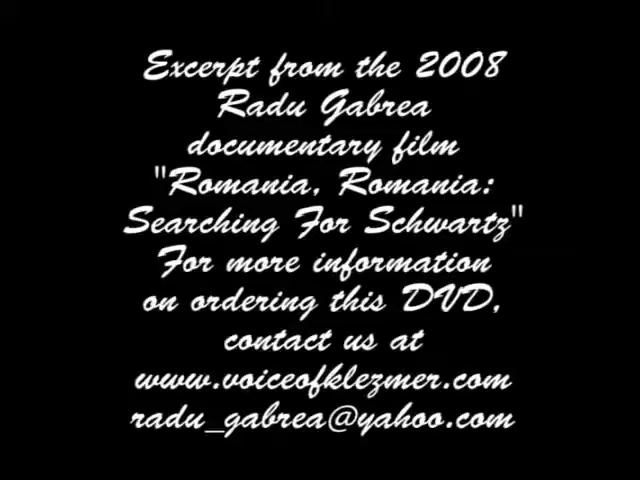 Excerpt from the 2008
Radu Gabrea
documentary film
"Romania, Romania:
Searching For Schwartz"
For more information
on ordering this DVD,
contact us at
www.voiceofklezmer.com
radu_gabrea@yahoo.com